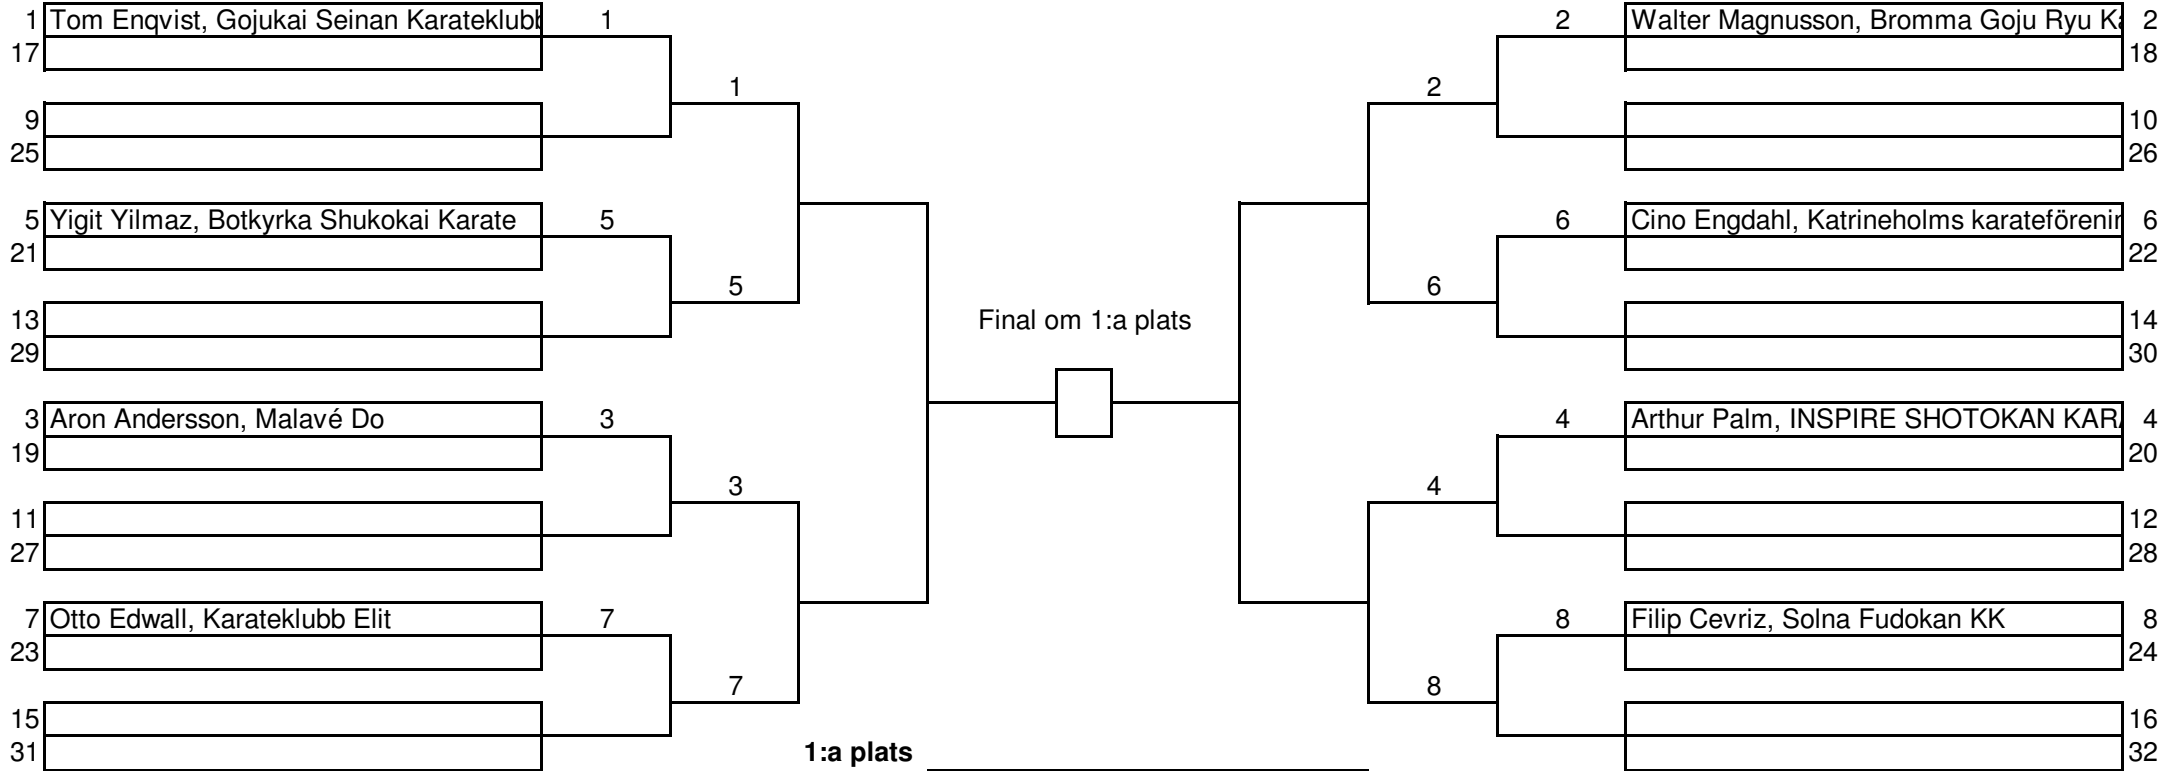 1 Tom Enqvist, Gojukai Seinan Karateklubb 1 2 Walter Magnusson, Bromma Goju Ryu 2
17 18
1 2
9 10
25 26
5 Yigit Yilmaz, Botkyrka Shukokai Karate 5 6 Cino Engdahl, Katrineholms 6
21 22
5 6
13 Final om 1:a plats 14
29 30
3 Aron Andersson, Malavé Do 3 4 Arthur Palm, INSPIRE SHOTOKAN 4
19 20
3 4
11 12
27 28
7 Otto Edwall, Karateklubb Elit 7 8 Filip Cevriz, Solna Fudokan KK 8
23 24
7 8
15 16
31 1:a plats 32